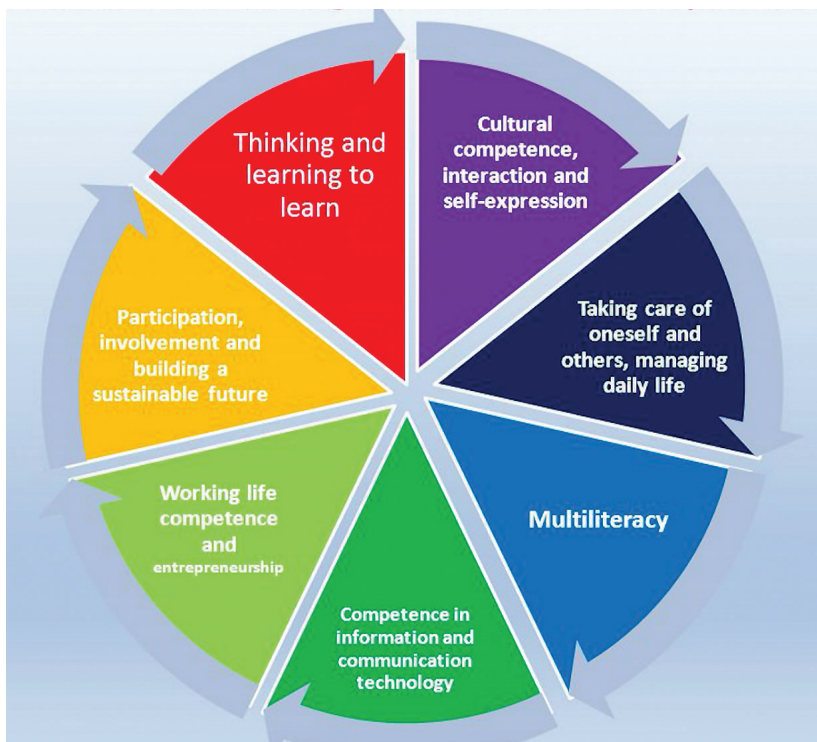 Thinking and
learning to
learn
Cultural
competence,
interaction and
self-expression
Taking care of
oneself and
others, managing
daily life
Multiliteracy
Competence in
information and
communication
technology
Working life
competence
and
entrepreneurship
Participation,
involvement and
building a
sustainable future